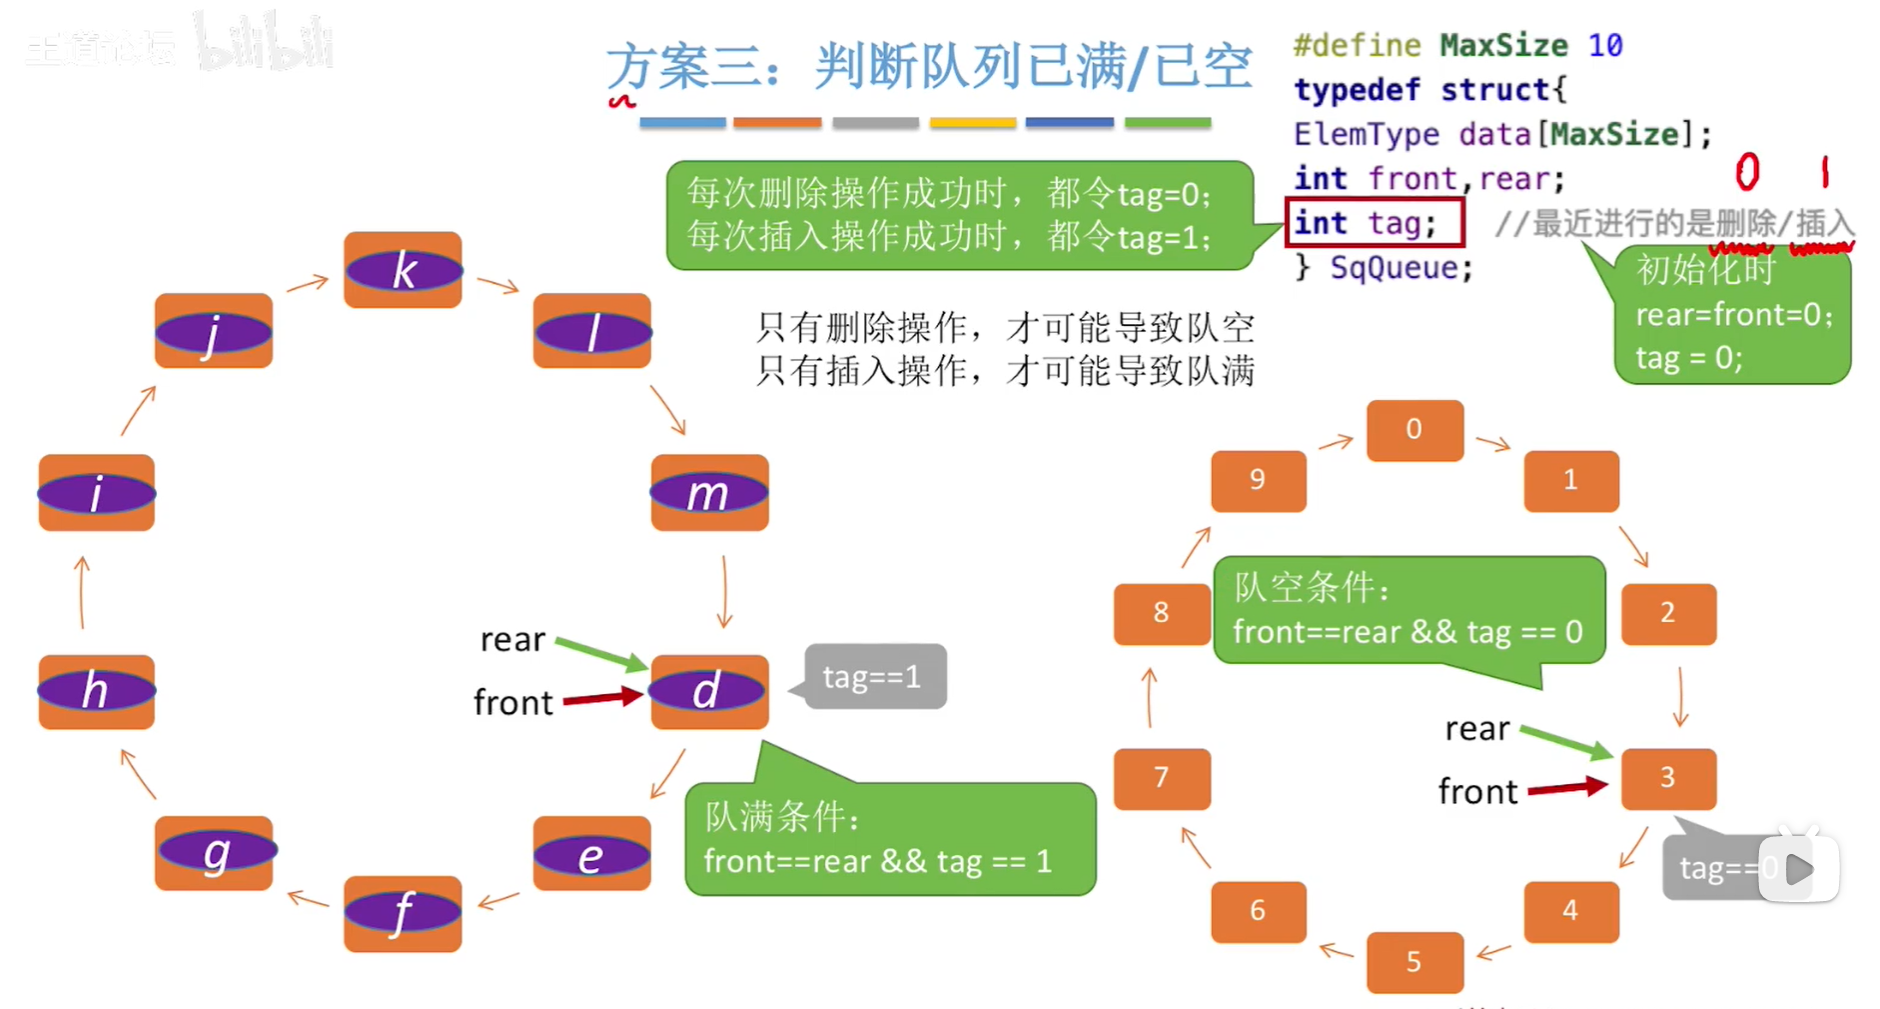 王道论坛 bilibili
方案三：判断队列已满/已空
#define MaxSize 10
typedef struct{
ElemType data[MaxSize];
int front,rear;
0 1
int tag; //最近进行的是删除/插入
} SqQueue;
每次删除操作成功时，都令tag=0；
每次插入操作成功时，都令tag=1；
初始化时
rear=front=0；
tag = 0;
只有删除操作，才可能导致队空
只有插入操作，才可能导致队满
k
l
m
d
e
f
g
h
i
j
rear
front
tag==1
队满条件：
front==rear && tag == 1
0
1
2
3
4
5
6
7
8
9
队空条件：
front==rear && tag == 0
rear
front
tag==0